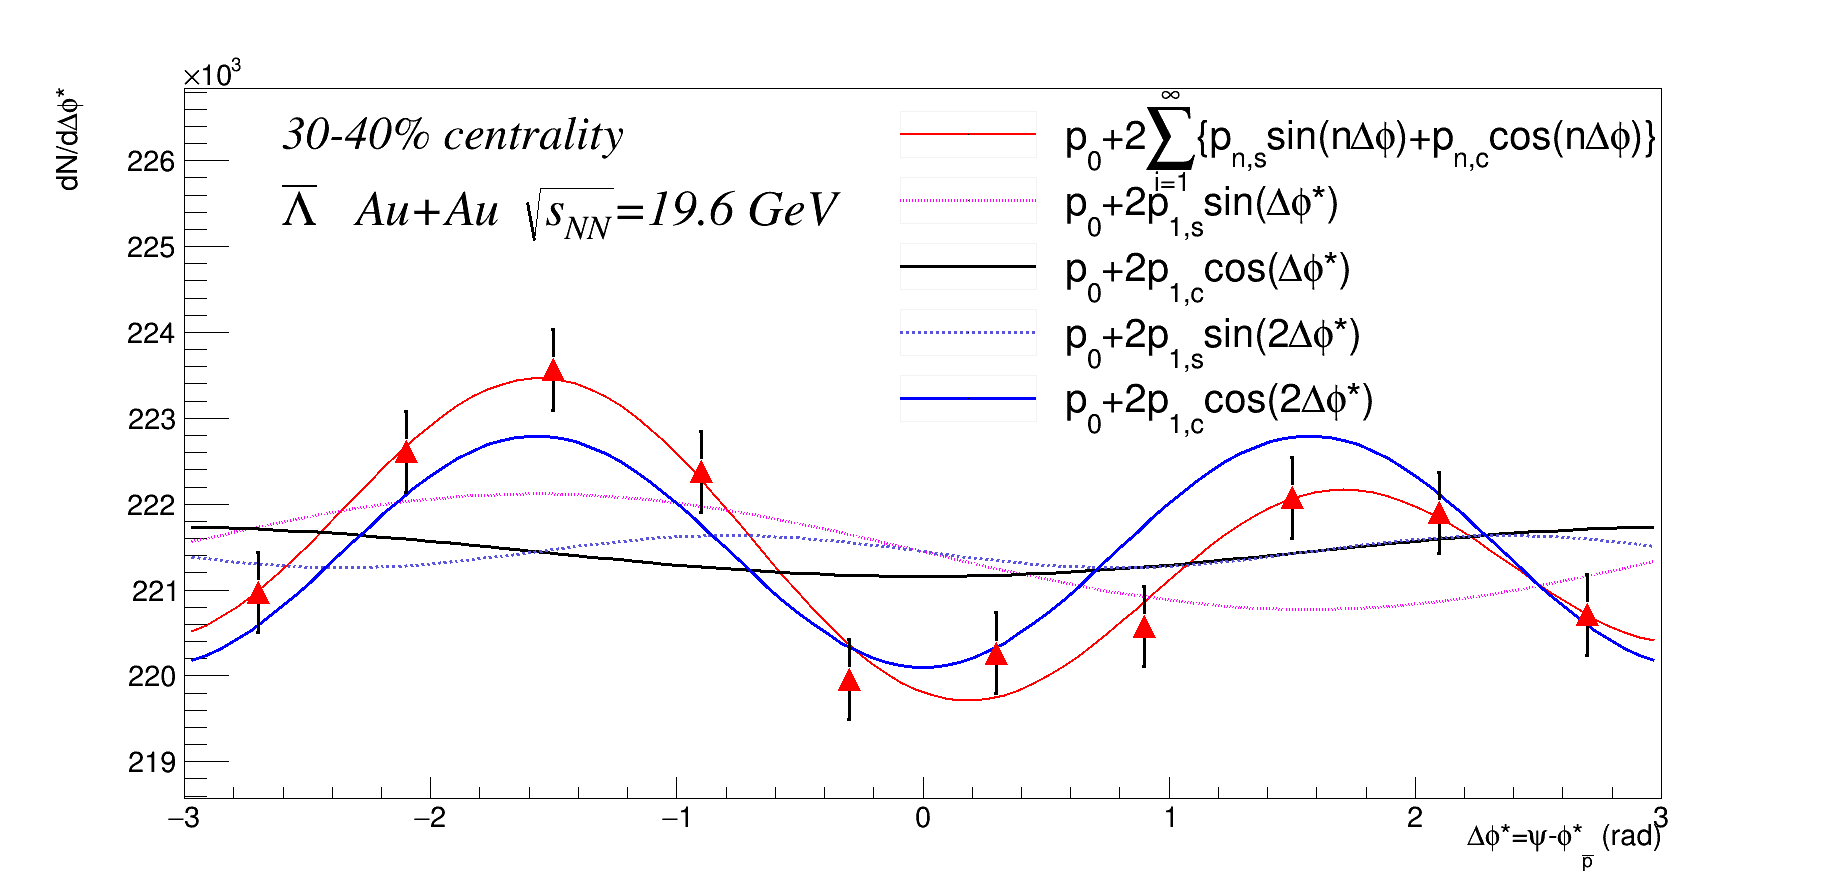 ×10³
dN/dΔϕ*
30-40% centrality
Λ̅ Au+Au √s_NN=19.6 GeV
p₀+2∑_{i=1}^{∞}{p_{n,s}sin(nΔϕ)+p_{n,c}cos(nΔϕ)}
p₀+2p_{1,s}sin(Δϕ*)
p₀+2p_{1,c}cos(Δϕ*)
p₀+2p_{1,s}sin(2Δϕ*)
p₀+2p_{1,c}cos(2Δϕ*)
226
225
224
223
222
221
220
219
−3 −2 −1 0 1 2 3
Δϕ*=ψ-ϕ*_p̅ (rad)